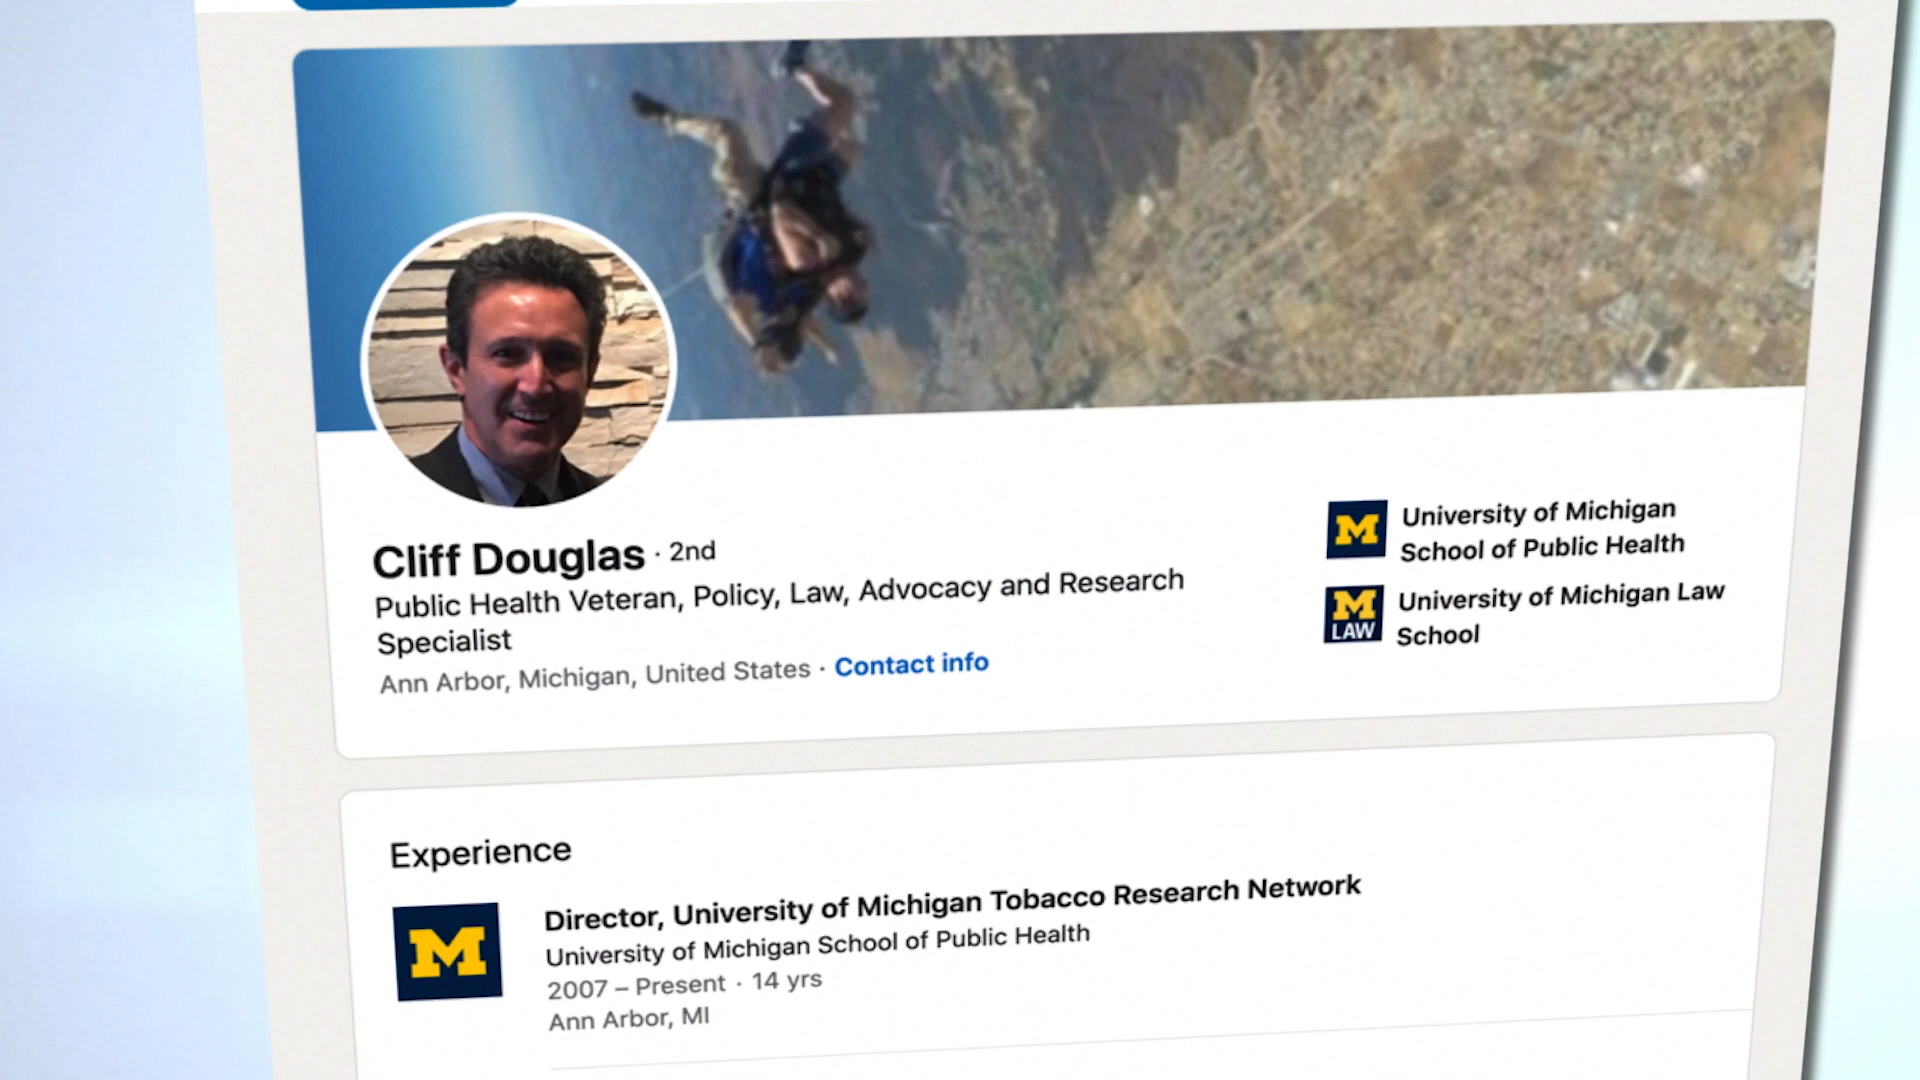 Cliff Douglas · 2nd
Public Health Veteran, Policy, Law, Advocacy and Research
Specialist
Ann Arbor, Michigan, United States · Contact info
M
University of Michigan
School of Public Health
M
LAW
University of Michigan Law
School
Experience
M
Director, University of Michigan Tobacco Research Network
University of Michigan School of Public Health
2007 – Present · 14 yrs
Ann Arbor, MI